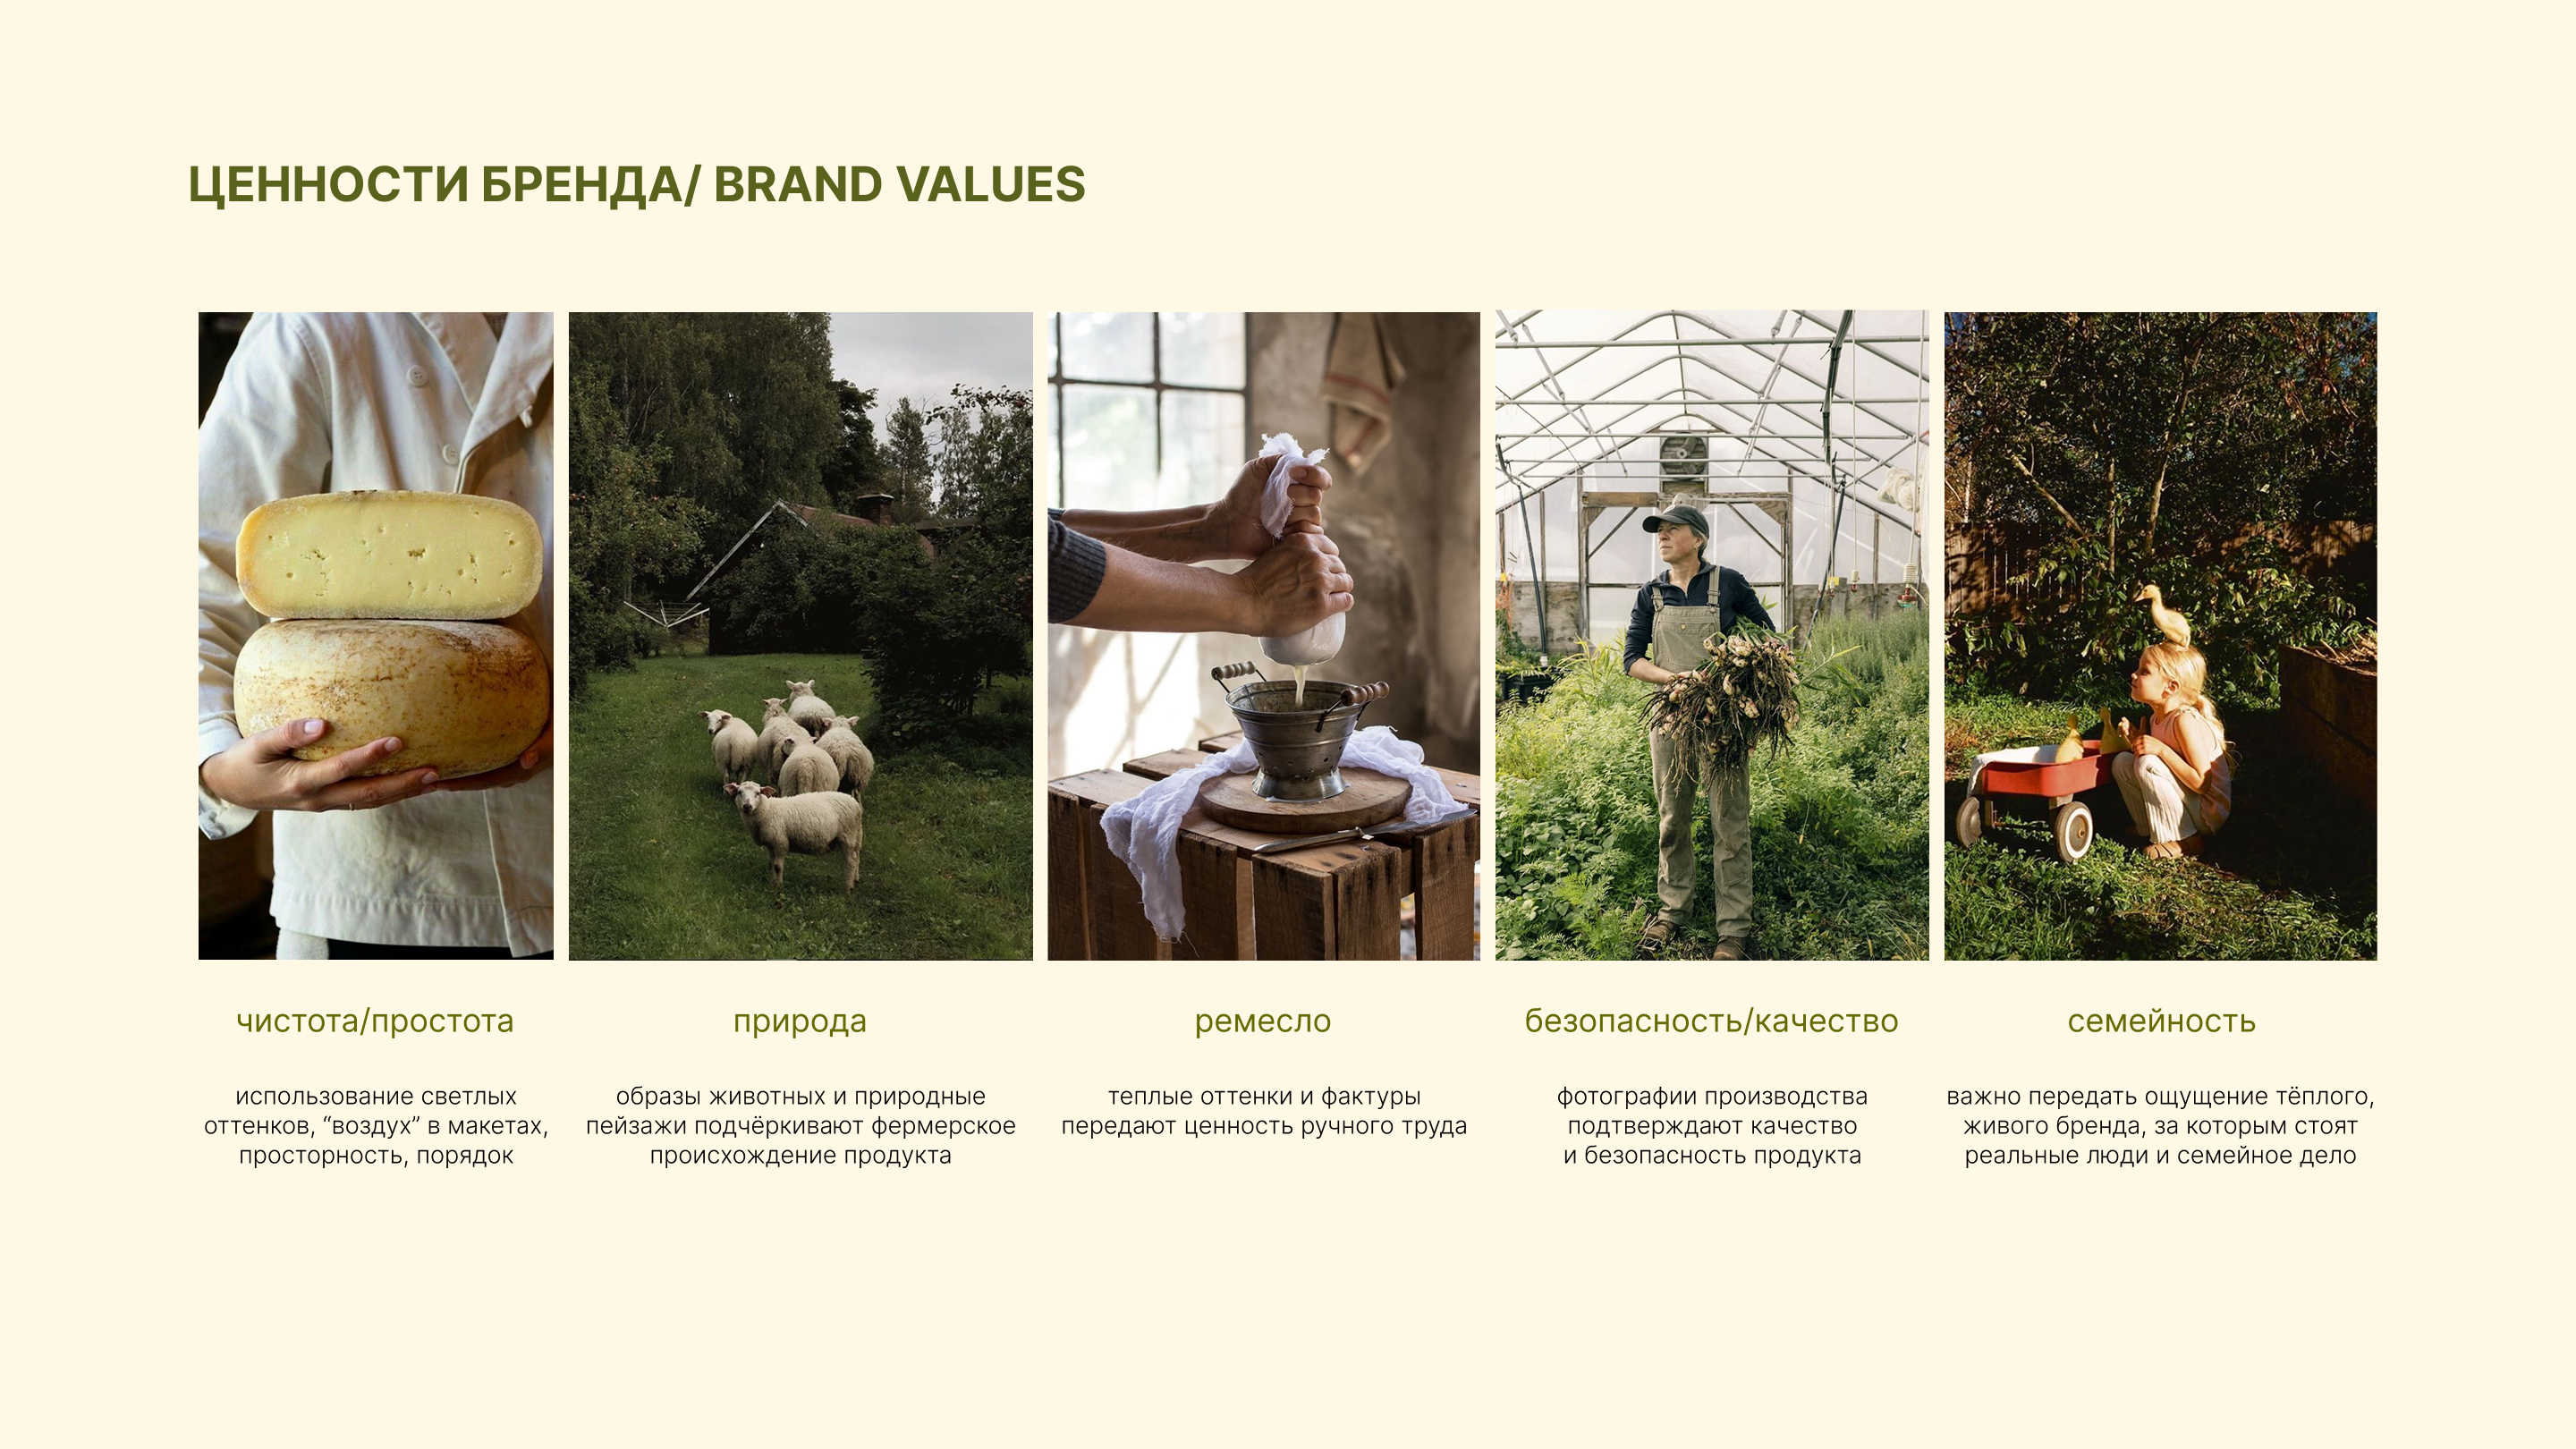 ЦЕННОСТИ БРЕНДА/ BRAND VALUES
чистота/простота
использование светлых
оттенков, “воздух” в макетах,
просторность, порядок
природа
образы животных и природные
пейзажи подчёркивают фермерское
происхождение продукта
ремесло
теплые оттенки и фактуры
передают ценность ручного труда
безопасность/качество
фотографии производства
подтверждают качество
и безопасность продукта
семейность
важно передать ощущение тёплого,
живого бренда, за которым стоят
реальные люди и семейное дело